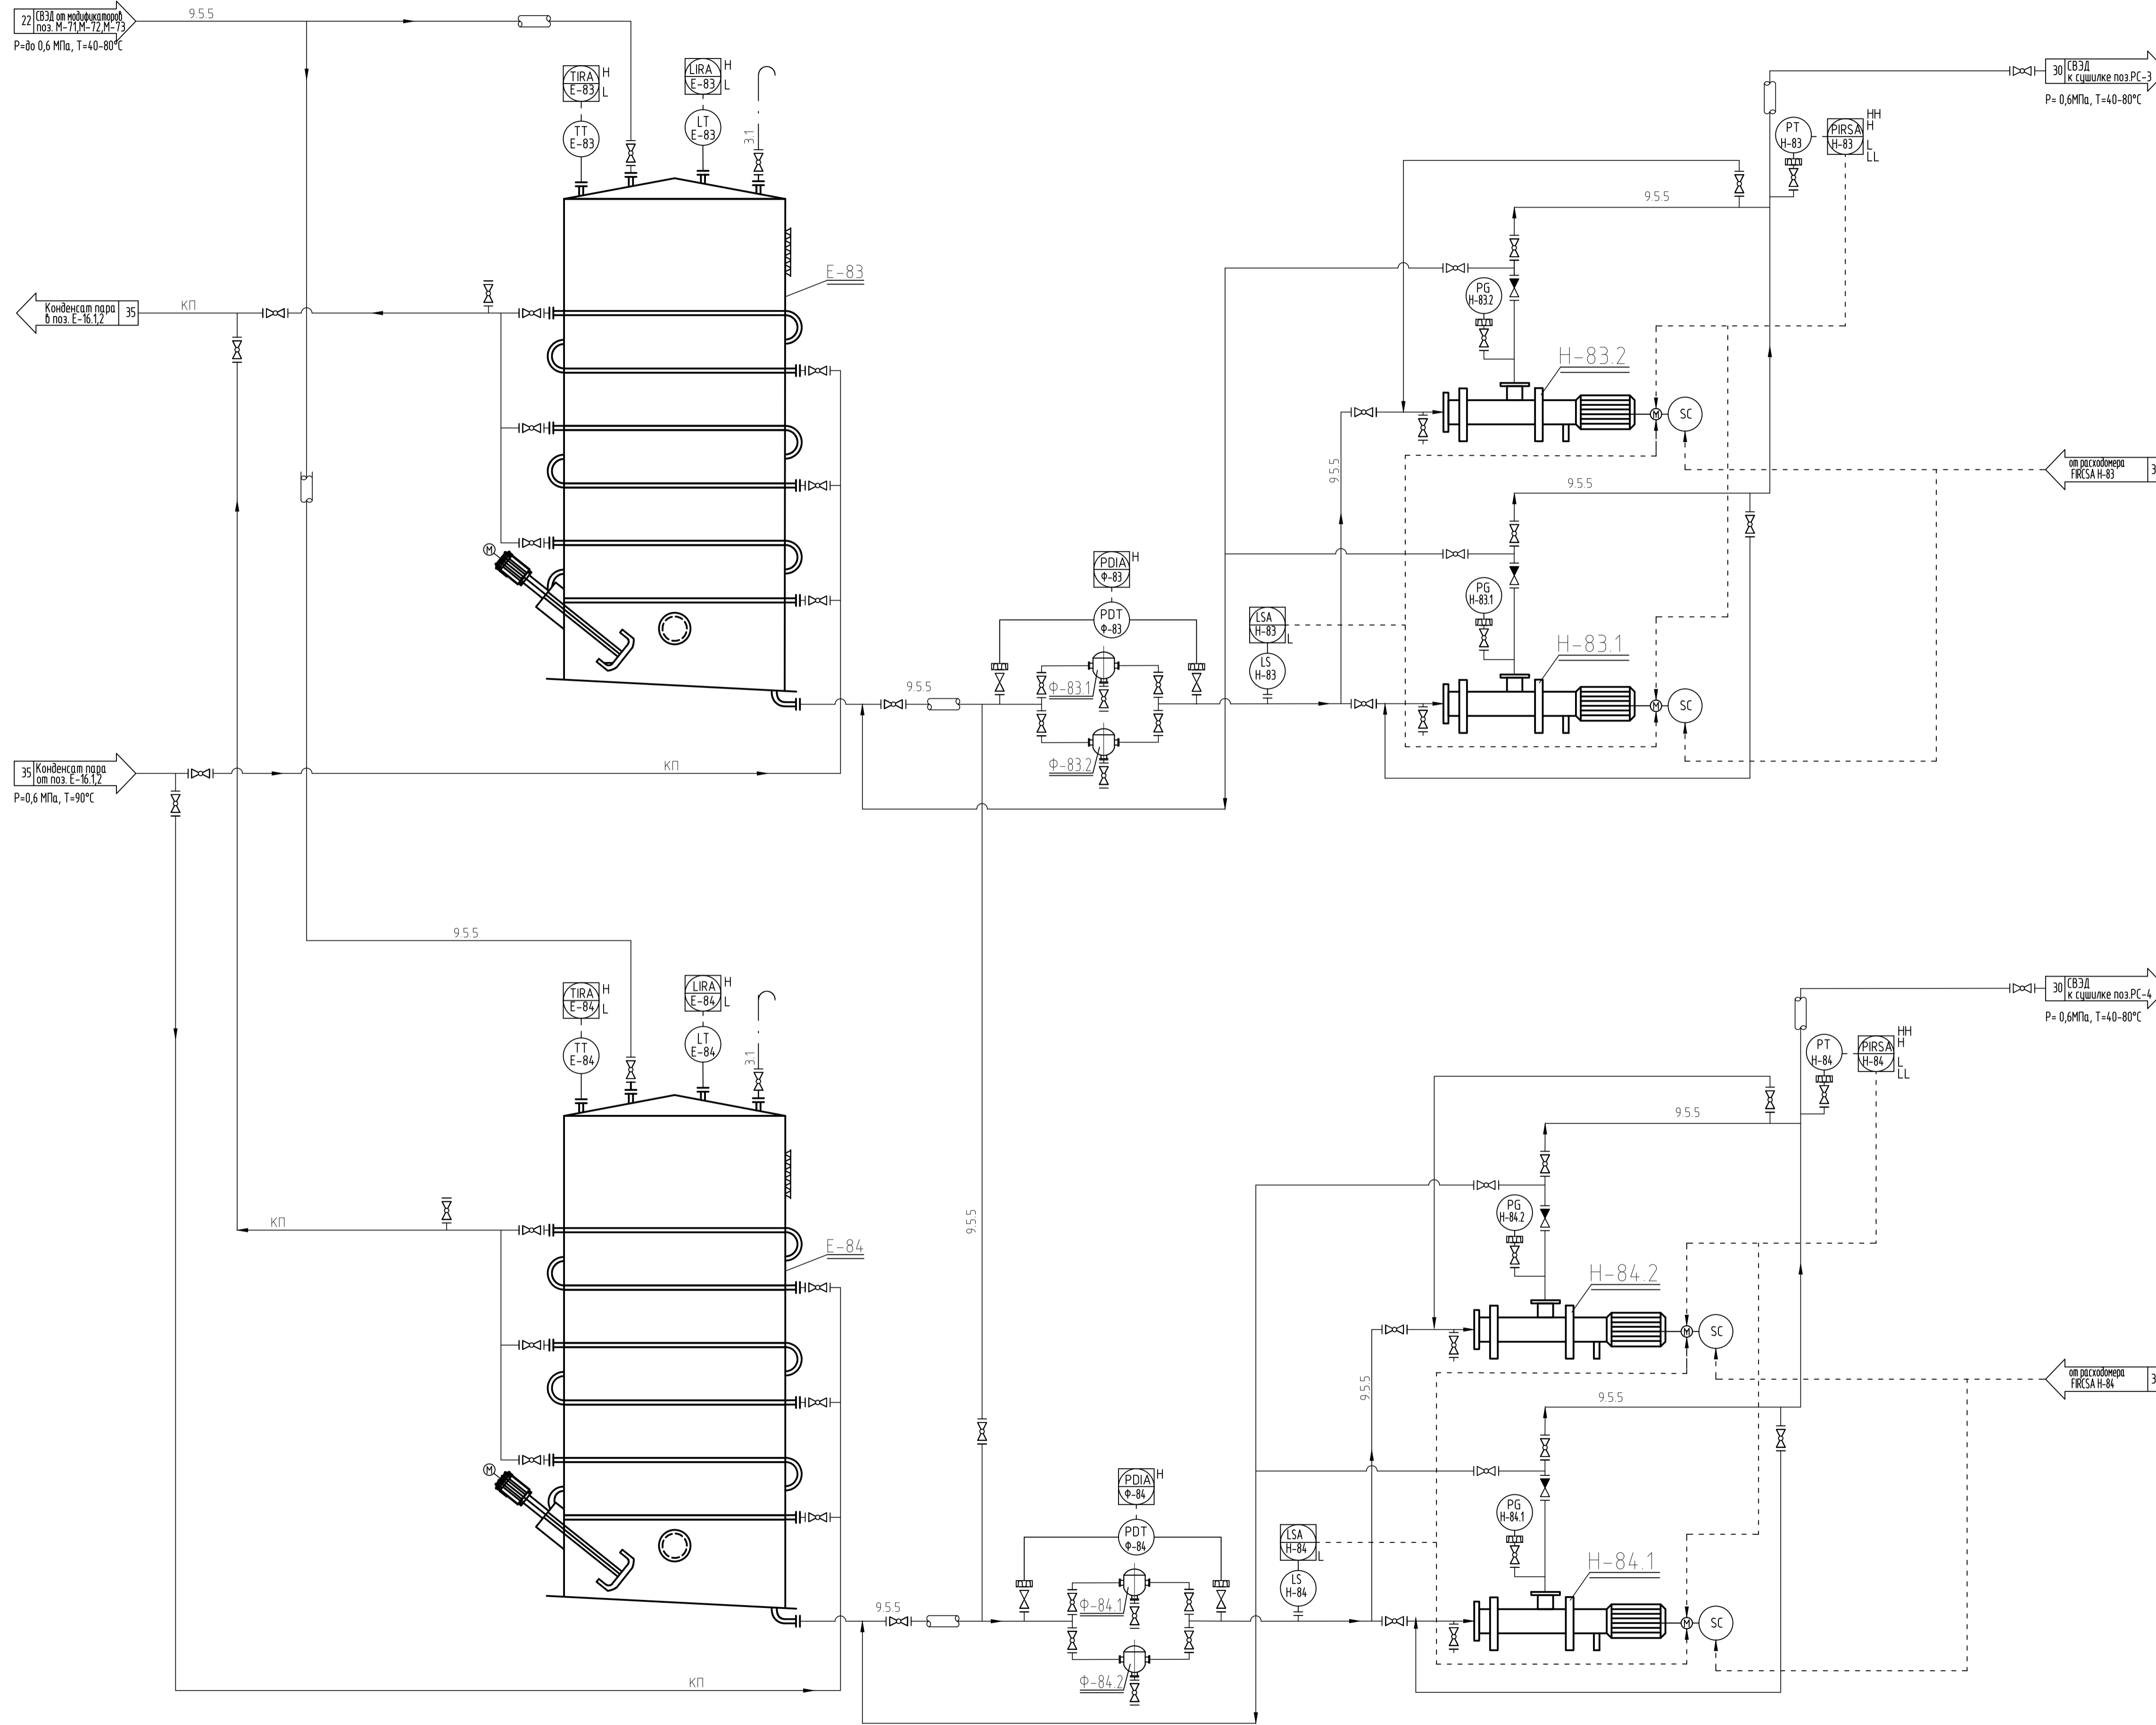 22 СВЭД от модификаторов
поз. М-71,М-72,М-73
Р=до 0,6 МПа, Т=40-80°С
9.5.5
TIRA
Е-83
H
L
TT
Е-83
LIRA
Е-83
H
L
LT
Е-83
3.1
Е-83
Конденсат пара
в поз. Е-16.1,2
35
КП
М
35 Конденсат пара
от поз. Е-16.1,2
Р=0,6 МПа, Т=90°С
КП
9.5.5
PDIA
Ф-83
H
PDT
Ф-83
Ф-83.1
Ф-83.2
LSA
Н-83
L
LS
Н-83
9.5.5
30 СВЭД
к сушилке поз.РС-3
Р= 0,6МПа, Т=40-80°С
PT
Н-83
PIRSA
Н-83
HH
H
L
LL
9.5.5
PG
Н-83.2
Н-83.2
М
SC
от расходомера
FIRCSA Н-83
3
9.5.5
PG
Н-83.1
Н-83.1
М
SC
9.5.5
TIRA
Е-84
H
L
TT
Е-84
LIRA
Е-84
H
L
LT
Е-84
3.1
КП
Е-84
М
9.5.5
9.5.5
КП
PDIA
Ф-84
H
PDT
Ф-84
Ф-84.1
Ф-84.2
LSA
Н-84
L
LS
Н-84
9.5.5
30 СВЭД
к сушилке поз.РС-4
Р= 0,6МПа, Т=40-80°С
PT
Н-84
PIRSA
Н-84
HH
H
L
LL
9.5.5
PG
Н-84.2
Н-84.2
М
SC
от расходомера
FIRCSA Н-84
3
9.5.5
PG
Н-84.1
Н-84.1
М
SC